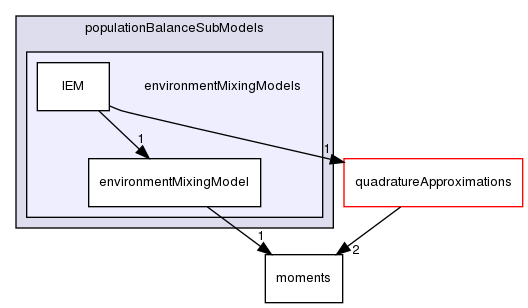 populationBalanceSubModels
IEM
environmentMixingModels
1
1
environmentMixingModel
quadratureApproximations
1
2
moments